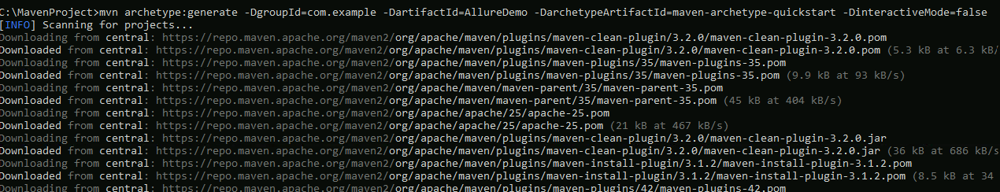 C:\MavenProject>mvn archetype:generate -DgroupId=com.example -DartifactId=AllureDemo -DarchetypeArtifactId=maven-archetype-quickstart -DinteractiveMode=false
[INFO] Scanning for projects...
Downloading from central: https://repo.maven.apache.org/maven2/org/apache/maven/plugins/maven-clean-plugin/3.2.0/maven-clean-plugin-3.2.0.pom
Downloaded from central: https://repo.maven.apache.org/maven2/org/apache/maven/plugins/maven-clean-plugin/3.2.0/maven-clean-plugin-3.2.0.pom (5.3 kB at 6.3 kB/
Downloading from central: https://repo.maven.apache.org/maven2/org/apache/maven/plugins/maven-plugins/35/maven-plugins-35.pom
Downloaded from central: https://repo.maven.apache.org/maven2/org/apache/maven/plugins/maven-plugins/35/maven-plugins-35.pom (9.9 kB at 93 kB/s)
Downloading from central: https://repo.maven.apache.org/maven2/org/apache/maven/maven-parent/35/maven-parent-35.pom
Downloaded from central: https://repo.maven.apache.org/maven2/org/apache/maven/maven-parent/35/maven-parent-35.pom (45 kB at 404 kB/s)
Downloading from central: https://repo.maven.apache.org/maven2/org/apache/apache/25/apache-25.pom
Downloaded from central: https://repo.maven.apache.org/maven2/org/apache/apache/25/apache-25.pom (21 kB at 467 kB/s)
Downloading from central: https://repo.maven.apache.org/maven2/org/apache/maven/plugins/maven-clean-plugin/3.2.0/maven-clean-plugin-3.2.0.jar
Downloaded from central: https://repo.maven.apache.org/maven2/org/apache/maven/plugins/maven-clean-plugin/3.2.0/maven-clean-plugin-3.2.0.jar (36 kB at 686 kB/s
Downloading from central: https://repo.maven.apache.org/maven2/org/apache/maven/plugins/maven-install-plugin/3.1.2/maven-install-plugin-3.1.2.pom
Downloaded from central: https://repo.maven.apache.org/maven2/org/apache/maven/plugins/maven-install-plugin/3.1.2/maven-install-plugin-3.1.2.pom (8.5 kB at 34
Downloading from central: https://repo.maven.apache.org/maven2/org/apache/maven/plugins/maven-plugins/42/maven-plugins-42.pom